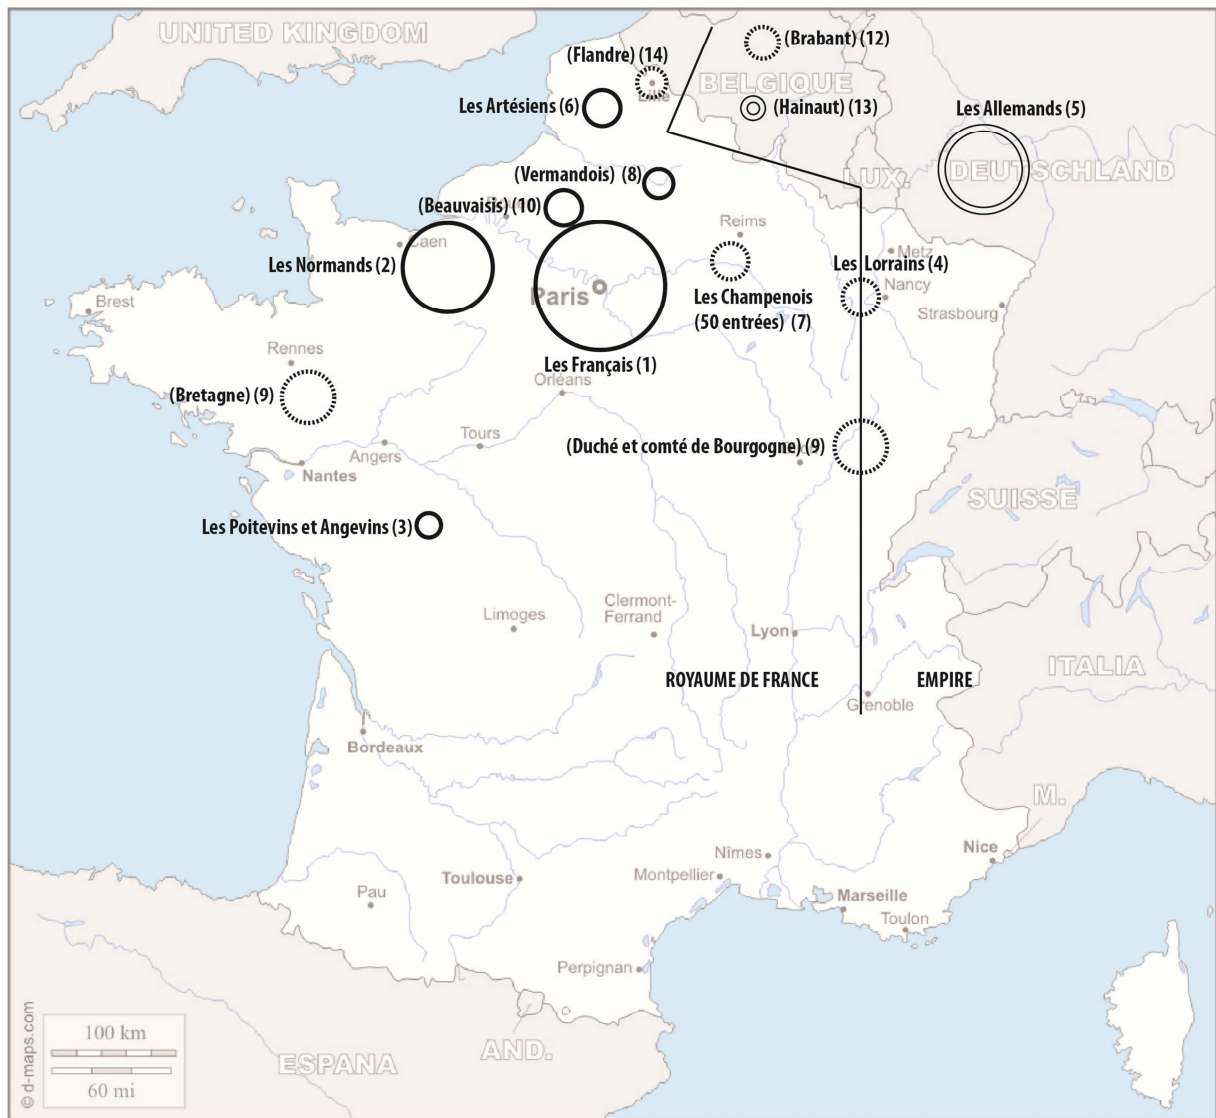 UNITED KINGDOM
(Brabant) (12)
(Flandre) (14)
BELGIQUE
Lille
Les Artésiens (6)
(Hainaut) (13)
Les Allemands (5)
(Vermandois) (8)
LUX.
DEUTSCHLAND
(Beauvaisis) (10)
Reims
Caen
Metz
Les Normands (2)
Les Lorrains (4)
Paris
Nancy
Brest
Les Champenois
(50 entrées) (7)
Strasbourg
Rennes
Les Français (1)
Orléans
(Bretagne) (9)
Tours
(Duché et comté de Bourgogne) (9)
Angers
Nantes
SUISSE
Les Poitevins et Angevins (3)
Limoges
Clermont-
Ferrand
Lyon
ITALIA
ROYAUME DE FRANCE
EMPIRE
Grenoble
Bordeaux
M.
Nîmes
Nice
Toulouse
Montpellier
Pau
Marseille
Toulon
Perpignan
© d-maps.com
100 km
60 mi
ESPANA
AND.